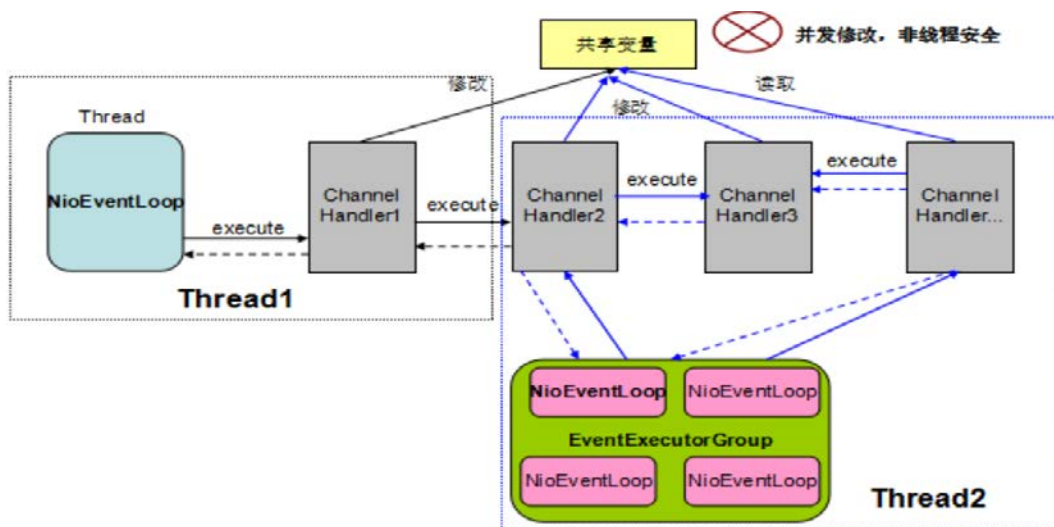 共享变量
并发修改，非线程安全
修改
读取
修改
Thread
NioEventLoop
execute
Channel
Handler1
execute
Channel
Handler2
execute
Channel
Handler3
execute
Channel
Handler...
Thread1
NioEventLoop
NioEventLoop
EventExecutorGroup
NioEventLoop
NioEventLoop
Thread2